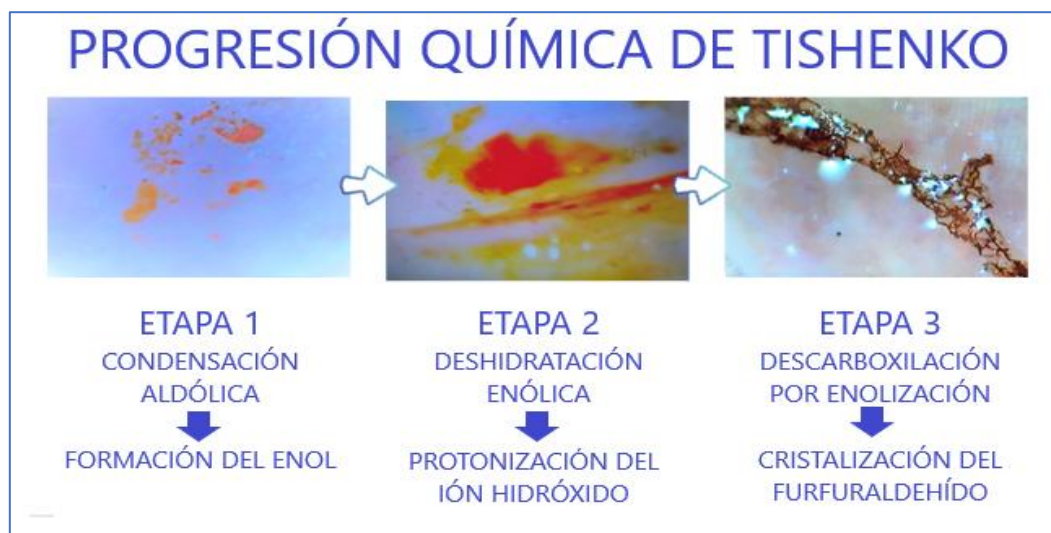 PROGRESIÓN QUÍMICA DE TISHENKO
ETAPA 1
CONDENSACIÓN
ALDÓLICA
FORMACIÓN DEL ENOL
ETAPA 2
DESHIDRATACIÓN
ENÓLICA
PROTONIZACIÓN DEL
IÓN HIDRÓXIDO
ETAPA 3
DESCARBOXILACIÓN
POR ENOLIZACIÓN
CRISTALIZACIÓN DEL
FURFURALDEHÍDO